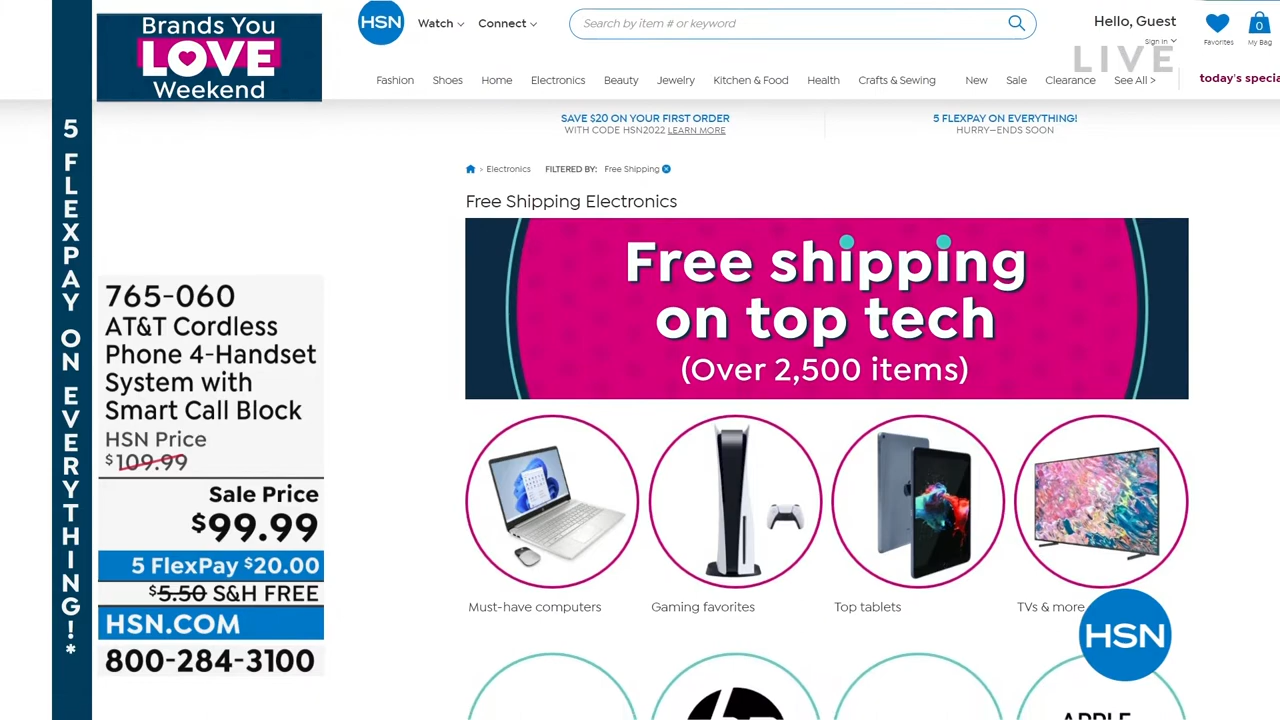 Brands You
LOVE
Weekend
5 FLEXPAY ON EVERYTHING!*
765-060
AT&T Cordless
Phone 4-Handset
System with
Smart Call Block
HSN Price
$109.99
Sale Price
$99.99
5 FlexPay $20.00
$5.50 S&H FREE
HSN.COM
800-284-3100
HSN
Watch
Connect
Search by item # or keyword
Hello, Guest
Sign In
Favorites
0
My Bag
LIVE
Fashion Shoes Home Electronics Beauty Jewelry Kitchen & Food Health Crafts & Sewing New Sale Clearance See All > today's specia
SAVE $20 ON YOUR FIRST ORDER
WITH CODE HSN2022 LEARN MORE
5 FLEXPAY ON EVERYTHING!
HURRY—ENDS SOON
> Electronics FILTERED BY: Free Shipping
Free Shipping Electronics
Free shipping
on top tech
(Over 2,500 items)
Must-have computers
Gaming favorites
Top tablets
TVs & more
HSN